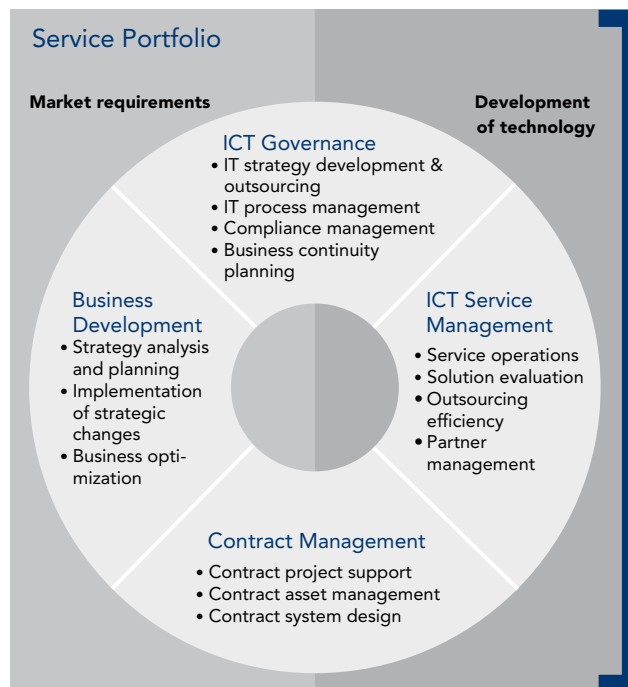 Service Portfolio
Market requirements
Development
of technology
ICT Governance
• IT strategy development &
outsourcing
• IT process management
• Compliance management
• Business continuity
planning
Business
Development
• Strategy analysis
and planning
• Implementation
of strategic
changes
• Business opti-
mization
ICT Service
Management
• Service operations
• Solution evaluation
• Outsourcing
efficiency
• Partner
management
Contract Management
• Contract project support
• Contract asset management
• Contract system design